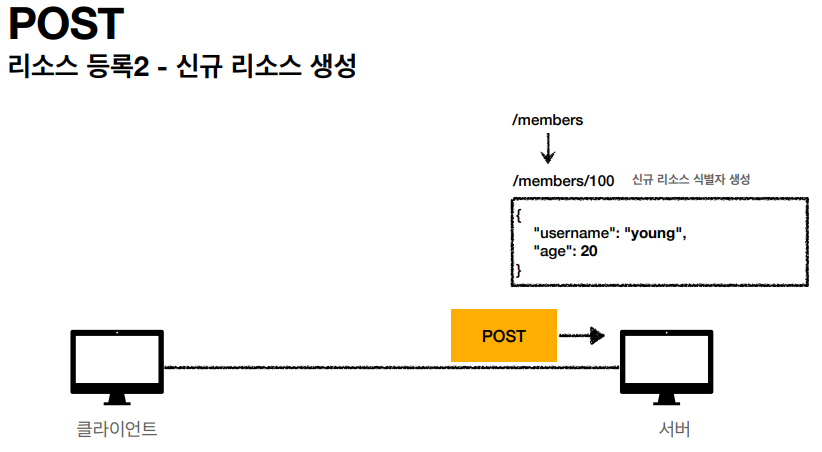 POST
리소스 등록2 - 신규 리소스 생성
/members
/members/100 신규 리소스 식별자 생성
{
"username": "young",
"age": 20
}
POST
클라이언트 서버